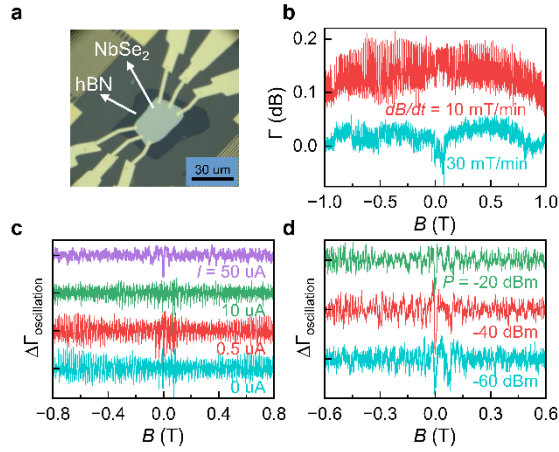 a
NbSe2
hBN
30 um
b
Γ (dB)
0.2
0.1
0.0
dB/dt = 10 mT/min
30 mT/min
−1.0 −0.5 0.0 0.5 1.0
B (T)
c
ΔΓoscillation
I = 50 uA
10 uA
0.5 uA
0 uA
−0.8 −0.4 0.0 0.4 0.8
B (T)
d
ΔΓoscillation
P = -20 dBm
-40 dBm
-60 dBm
−0.6 −0.3 0.0 0.3 0.6
B (T)